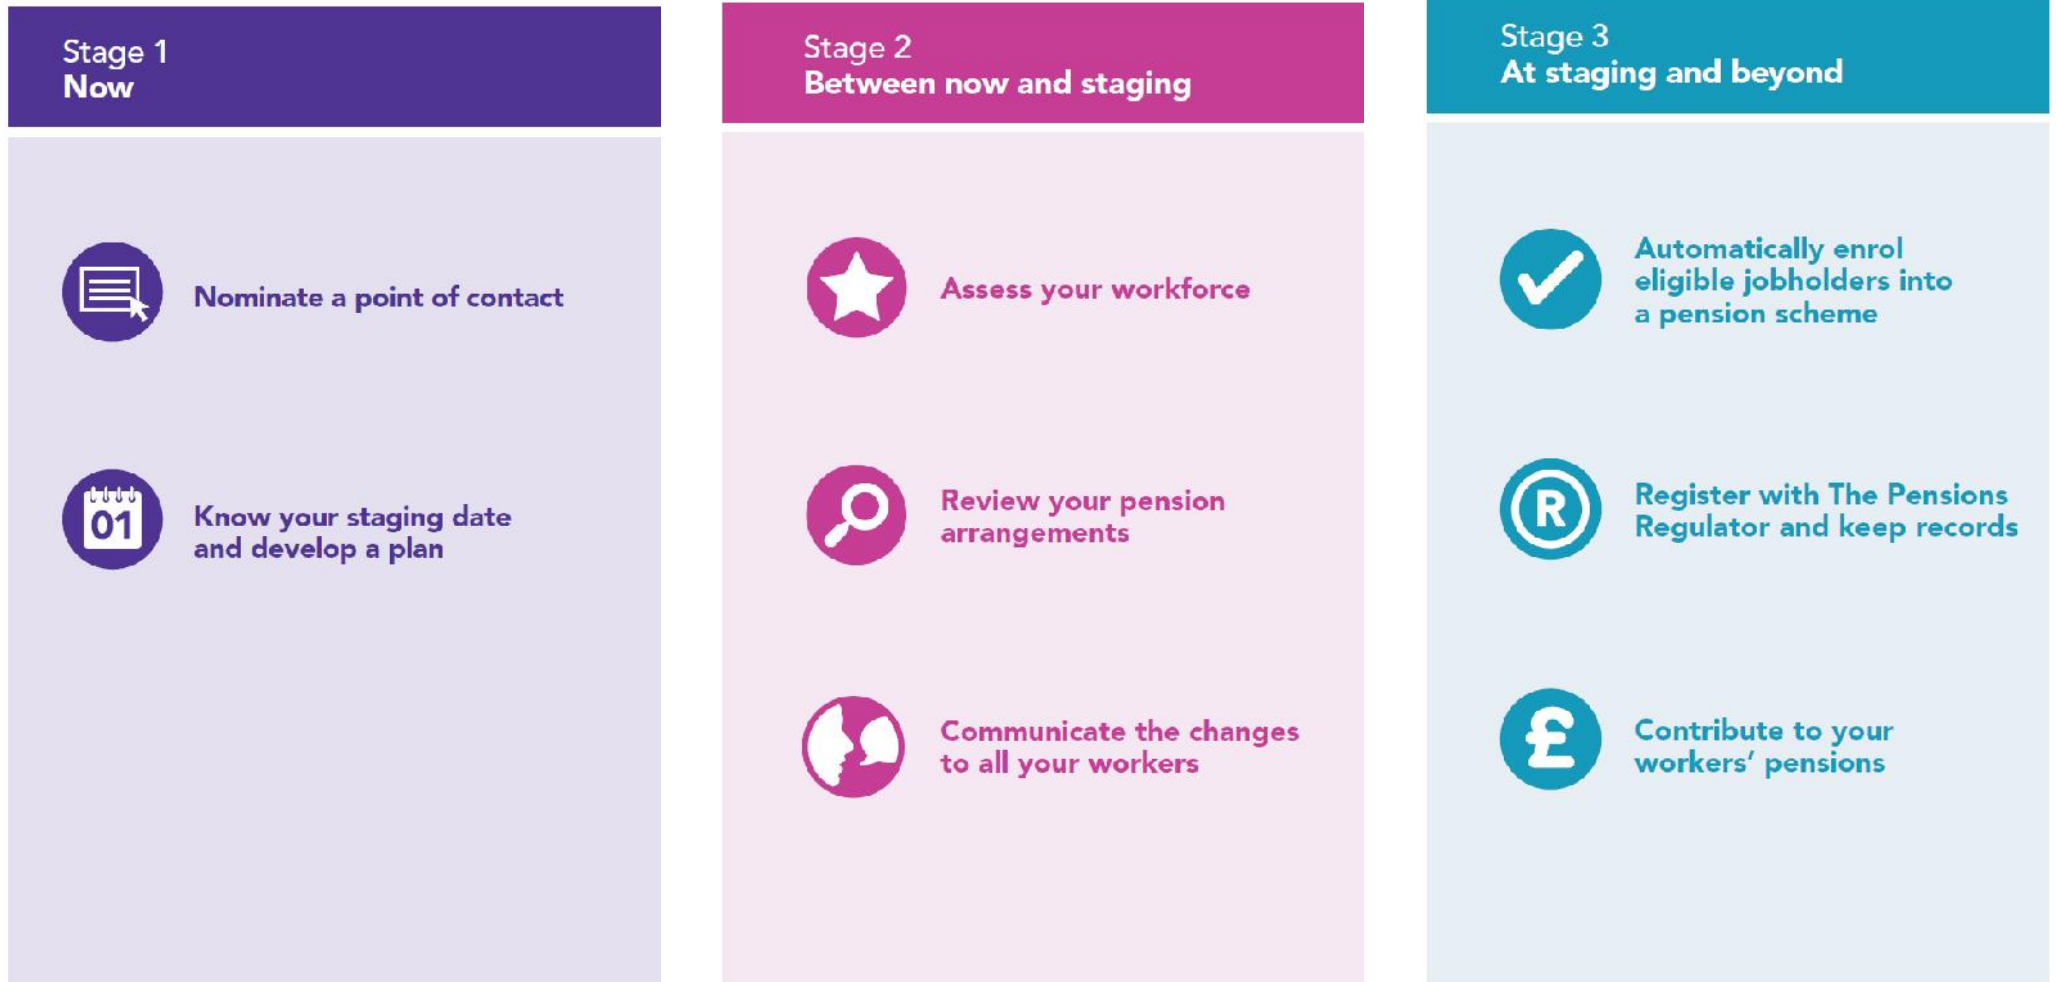 Stage 1
Now
Nominate a point of contact
01
Know your staging date
and develop a plan
Stage 2
Between now and staging
Assess your workforce
Review your pension
arrangements
Communicate the changes
to all your workers
Stage 3
At staging and beyond
Automatically enrol
eligible jobholders into
a pension scheme
R
Register with The Pensions
Regulator and keep records
£
Contribute to your
workers’ pensions